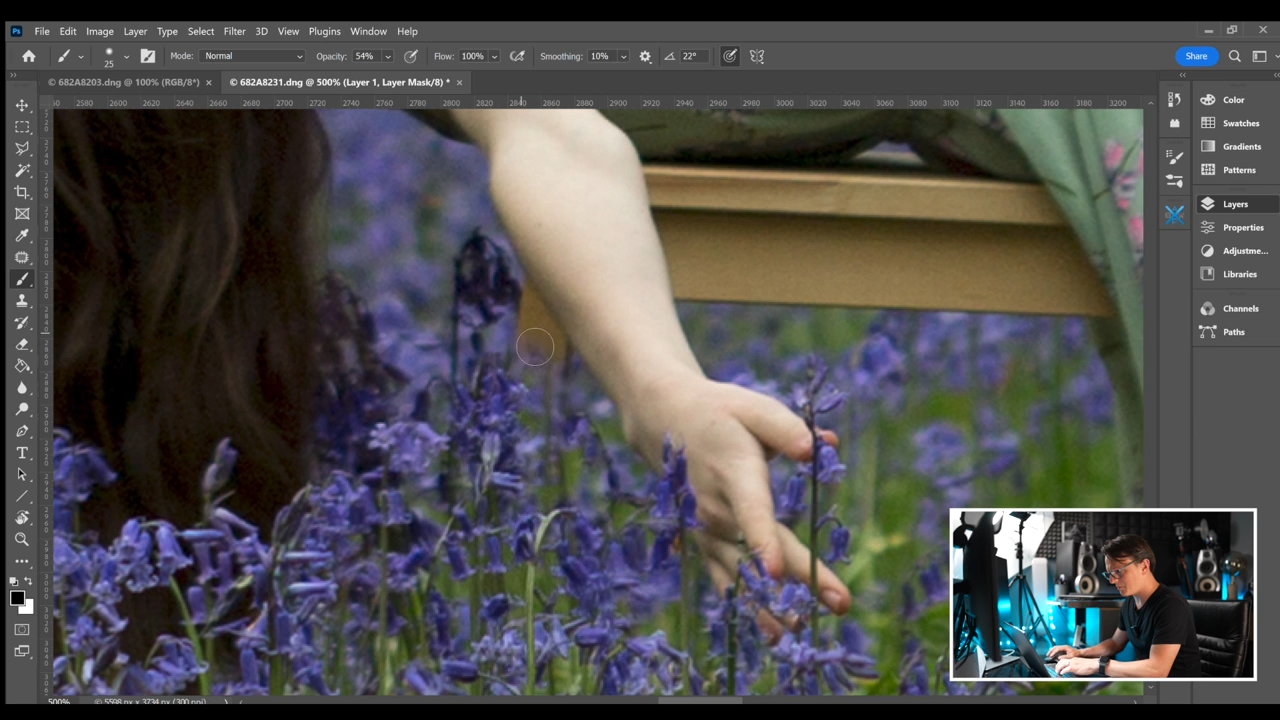 Ps File Edit Image Layer Type Select Filter 3D View Plugins Window Help
25 Mode: Normal Opacity: 54% Flow: 100% Smoothing: 10% 22° Share
© 682A8203.dng @ 100% (RGB/8*) × © 682A8231.dng @ 500% (Layer 1, Layer Mask/8) * ×
2580 2600 2620 2640 2660 2680 2700 2720 2740 2760 2780 2800 2820 2840 2860 2880 2900 2920 2940 2960 2980 3000 3020 3040 3060 3080 3100 3120 3140 3160 3180 3200
Color
Swatches
Gradients
Patterns
Layers
Properties
Adjustme...
Libraries
Channels
Paths
500% © 5598 px x 3734 px (300 ppi)